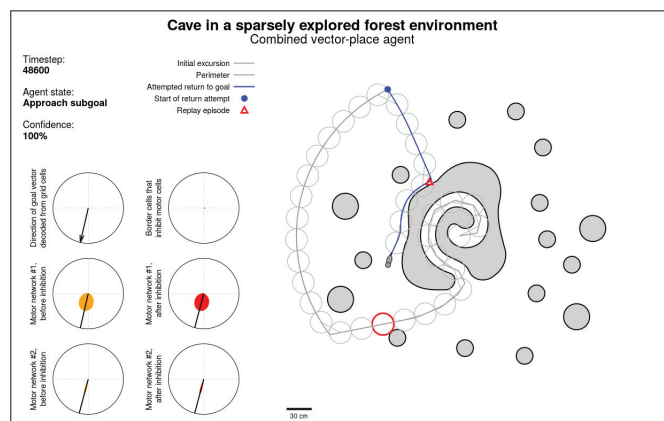 Cave in a sparsely explored forest environment
Combined vector-place agent
Timestep:
48600
Agent state:
Approach subgoal
Confidence:
100%
Initial excursion
Perimeter
Attempted return to goal
Start of return attempt
Replay episode
Direction of goal vector
decoded from grid cells
Border cells that
inhibit motor cells
Motor network #1,
before inhibition
Motor network #1,
after inhibition
Motor network #2,
before inhibition
Motor network #2,
after inhibition
30 cm